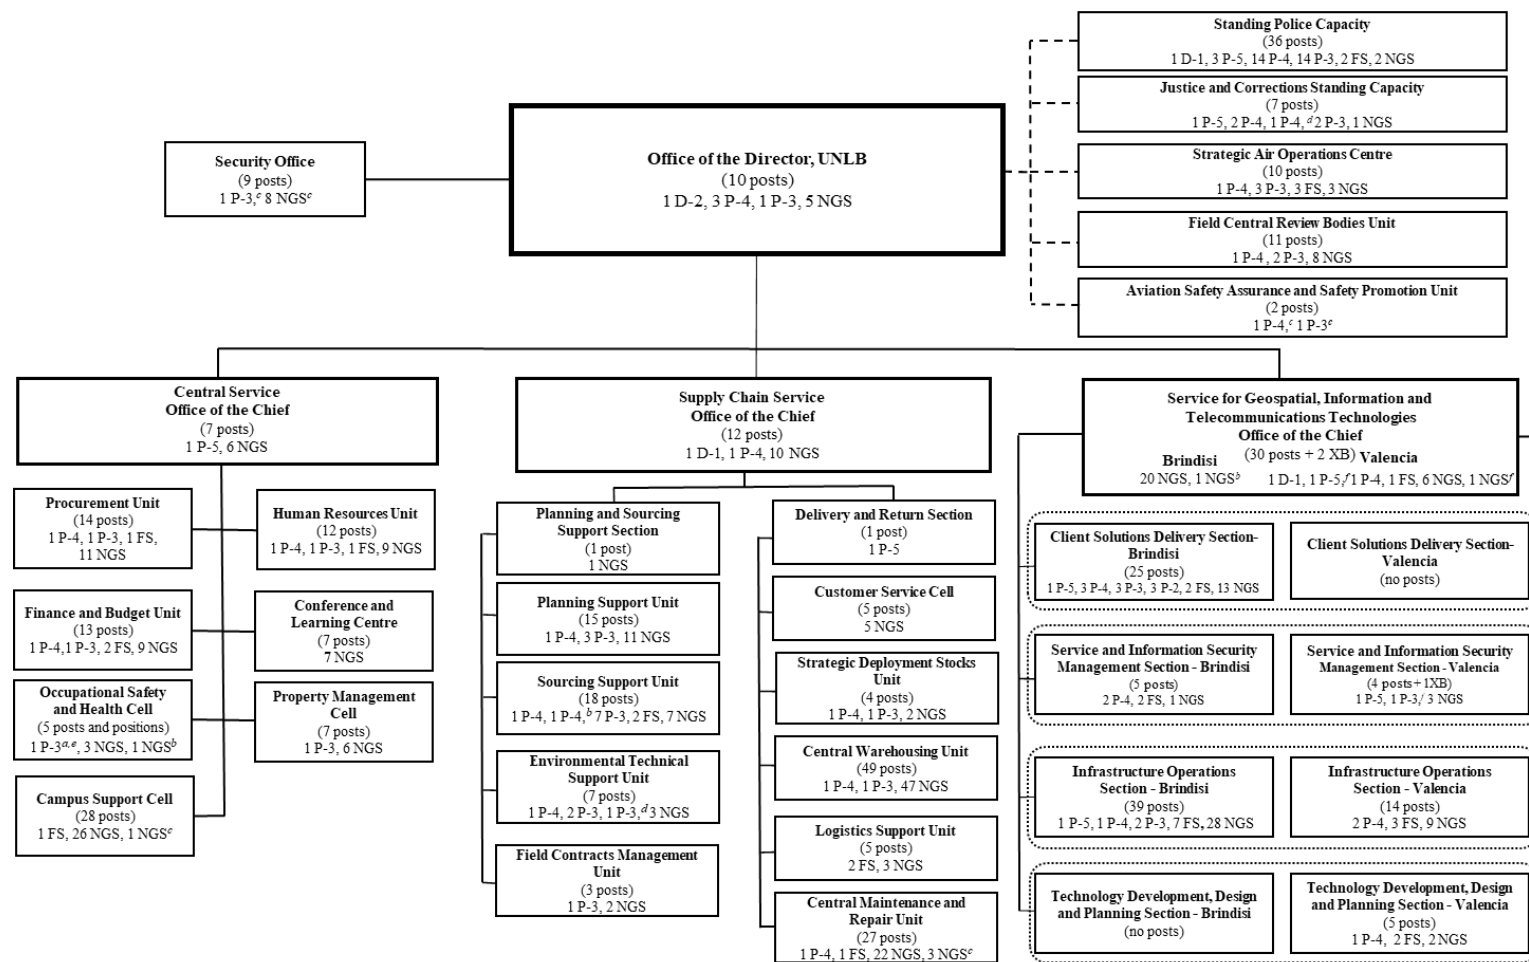 Standing Police Capacity
(36 posts)
1 D-1, 3 P-5, 14 P-4, 14 P-3, 2 FS, 2 NGS
Justice and Corrections Standing Capacity
(7 posts)
1 P-5, 2 P-4, 1 P-4,ᵈ 2 P-3, 1 NGS
Security Office
(9 posts)
1 P-3,ᵉ 8 NGSᵉ
Office of the Director, UNLB
(10 posts)
1 D-2, 3 P-4, 1 P-3, 5 NGS
Strategic Air Operations Centre
(10 posts)
1 P-4, 3 P-3, 3 FS, 3 NGS
Field Central Review Bodies Unit
(11 posts)
1 P-4, 2 P-3, 8 NGS
Aviation Safety Assurance and Safety Promotion Unit
(2 posts)
1 P-4,ᶜ 1 P-3ᵉ
Central Service
Office of the Chief
(7 posts)
1 P-5, 6 NGS
Supply Chain Service
Office of the Chief
(12 posts)
1 D-1, 1 P-4, 10 NGS
Service for Geospatial, Information and
Telecommunications Technologies
Office of the Chief
(30 posts + 2 XB)
Brindisi
20 NGS, 1 NGSᵇ
Valencia
1 D-1, 1 P-5,ᶠ 1 P-4, 1 FS, 6 NGS, 1 NGSᶠ
Procurement Unit
(14 posts)
1 P-4, 1 P-3, 1 FS,
11 NGS
Human Resources Unit
(12 posts)
1 P-4, 1 P-3, 1 FS, 9 NGS
Finance and Budget Unit
(13 posts)
1 P-4,1 P-3, 2 FS, 9 NGS
Conference and
Learning Centre
(7 posts)
7 NGS
Occupational Safety
and Health Cell
(5 posts and positions)
1 P-3ᵃ,ᵉ, 3 NGS, 1 NGSᵇ
Property Management
Cell
(7 posts)
1 P-3, 6 NGS
Campus Support Cell
(28 posts)
1 FS, 26 NGS, 1 NGSᵉ
Planning and Sourcing
Support Section
(1 post)
1 NGS
Planning Support Unit
(15 posts)
1 P-4, 3 P-3, 11 NGS
Sourcing Support Unit
(18 posts)
1 P-4, 1 P-4,ᵇ 7 P-3, 2 FS, 7 NGS
Environmental Technical
Support Unit
(7 posts)
1 P-4, 2 P-3, 1 P-3,ᵈ 3 NGS
Field Contracts Management
Unit
(3 posts)
1 P-3, 2 NGS
Delivery and Return Section
(1 post)
1 P-5
Customer Service Cell
(5 posts)
5 NGS
Strategic Deployment Stocks
Unit
(4 posts)
1 P-4, 1 P-3, 2 NGS
Central Warehousing Unit
(49 posts)
1 P-4, 1 P-3, 47 NGS
Logistics Support Unit
(5 posts)
2 FS, 3 NGS
Central Maintenance and
Repair Unit
(27 posts)
1 P-4, 1 FS, 22 NGS, 3 NGSᵉ
Client Solutions Delivery Section-
Brindisi
(25 posts)
1 P-5, 3 P-4, 3 P-3, 3 P-2, 2 FS, 13 NGS
Client Solutions Delivery Section-
Valencia
(no posts)
Service and Information Security
Management Section - Brindisi
(5 posts)
2 P-4, 2 FS, 1 NGS
Service and Information Security
Management Section - Valencia
(4 posts + 1XB)
1 P-5, 1 P-3,ᶠ 3 NGS
Infrastructure Operations
Section - Brindisi
(39 posts)
1 P-5, 1 P-4, 2 P-3, 7 FS, 28 NGS
Infrastructure Operations
Section - Valencia
(14 posts)
2 P-4, 3 FS, 9 NGS
Technology Development, Design
and Planning Section - Brindisi
(no posts)
Technology Development, Design
and Planning Section - Valencia
(5 posts)
1 P-4, 2 FS, 2 NGS